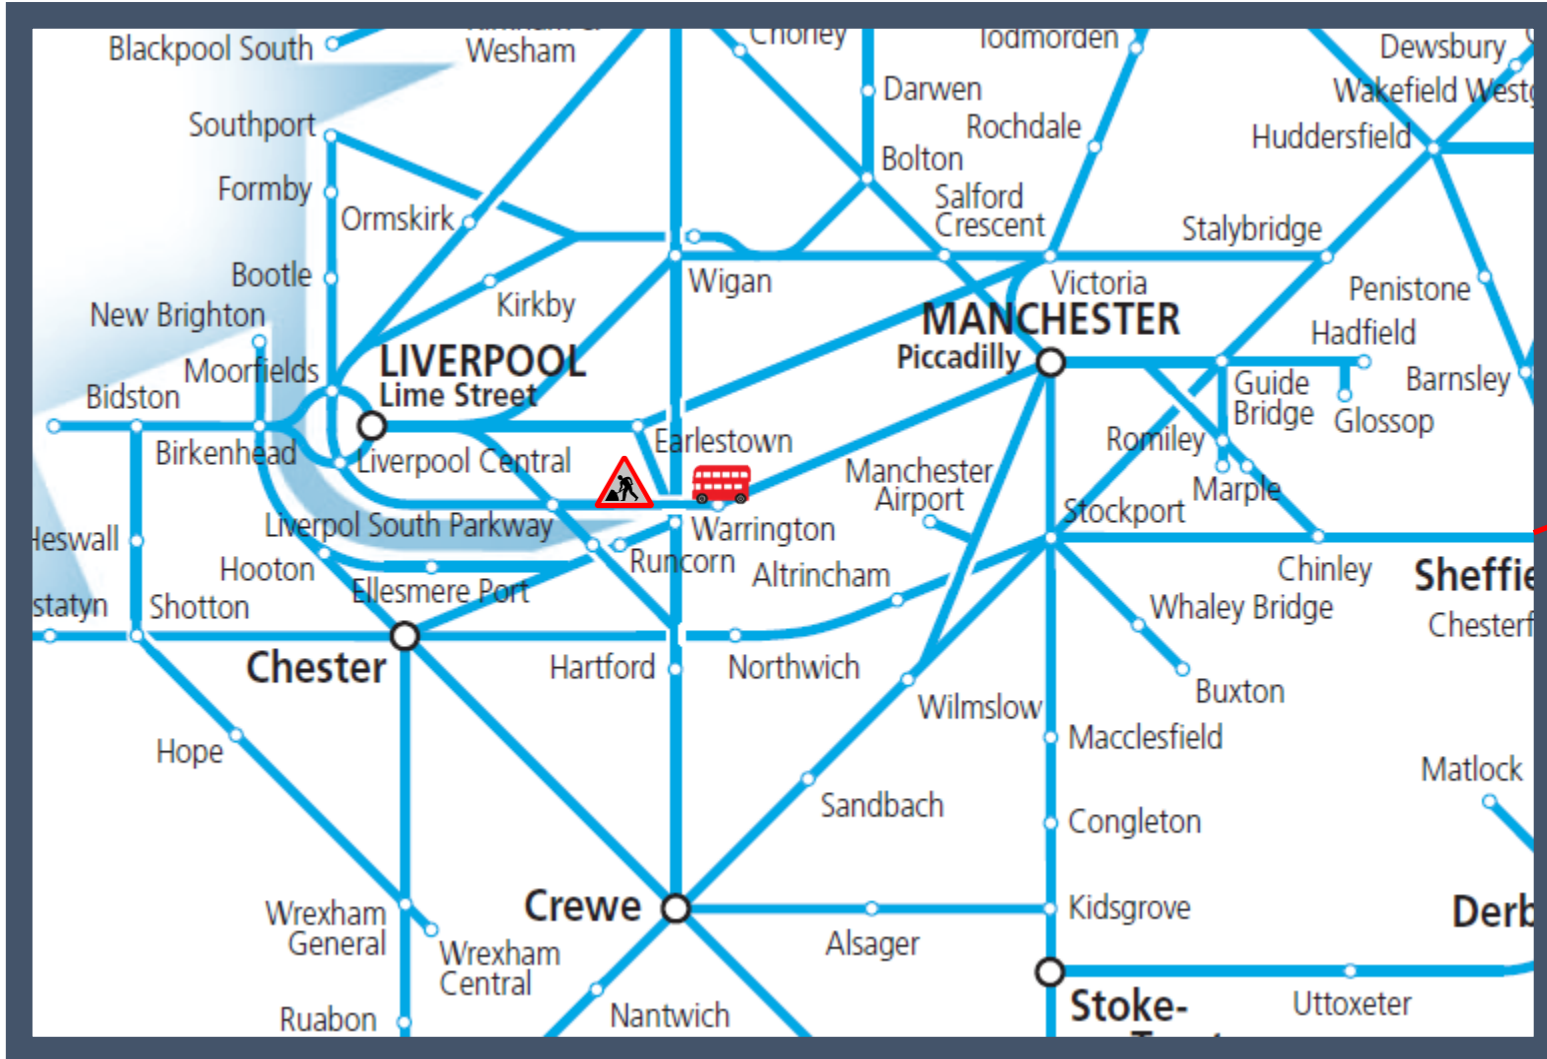 Blackpool South
Wesham
Chorley
Todmorden
Dewsbury
Darwen
Wakefield
Southport
Rochdale
Huddersfield
Bolton
Formby
Salford
Crescent
Ormskirk
Stalybridge
Bootle
Wigan
Victoria
Penistone
New Brighton
Kirkby
MANCHESTER
Piccadilly
Hadfield
Moorfields
LIVERPOOL
Lime Street
Guide
Bridge
Barnsley
Bidston
Glossop
Birkenhead
Liverpool Central
Earlestown
Romiley
Manchester
Airport
Marple
Liverpol South Parkway
Warrington
Stockport
Heswall
Hooton
Runcorn
Altrincham
Chinley
Sheffie
Ellesmere Port
statyn
Shotton
Whaley Bridge
Chesterf
Chester
Hartford
Northwich
Buxton
Wilmslow
Hope
Macclesfield
Matlock
Sandbach
Congleton
Crewe
Wrexham
General
Kidsgrove
Derb
Alsager
Wrexham
Central
Ruabon
Nantwich
Stoke-
Uttoxeter